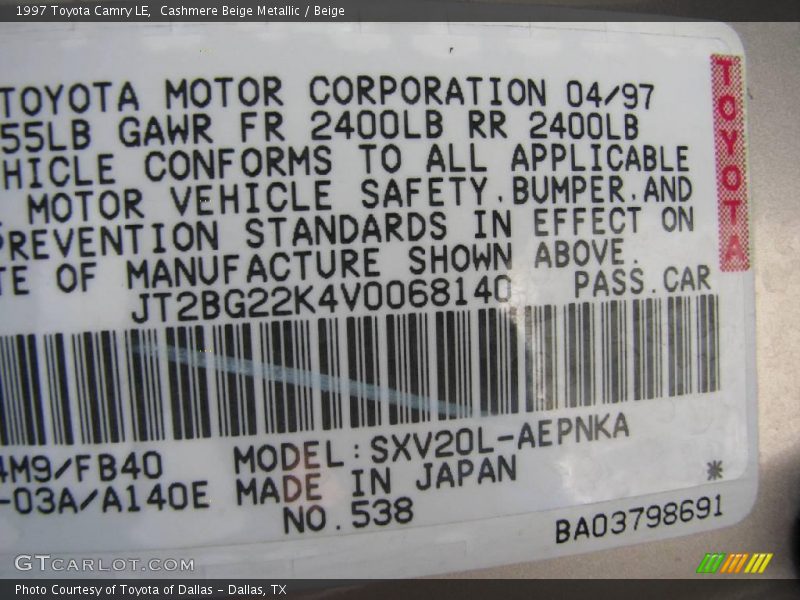 1997 Toyota Camry LE, Cashmere Beige Metallic / Beige
TOYOTA MOTOR CORPORATION 04/97
55LB GAWR FR 2400LB RR 2400LB
HICLE CONFORMS TO ALL APPLICABLE
MOTOR VEHICLE SAFETY.BUMPER.AND
PREVENTION STANDARDS IN EFFECT ON
TE OF MANUFACTURE SHOWN ABOVE.
JT2BG22K4V0068140 PASS.CAR
4M9/FB40 MODEL:SXV20L-AEPNKA
-03A/A140E MADE IN JAPAN *
NO.538 BA03798691
TOYOTA
GTCARLOT.COM
Photo Courtesy of Toyota of Dallas - Dallas, TX